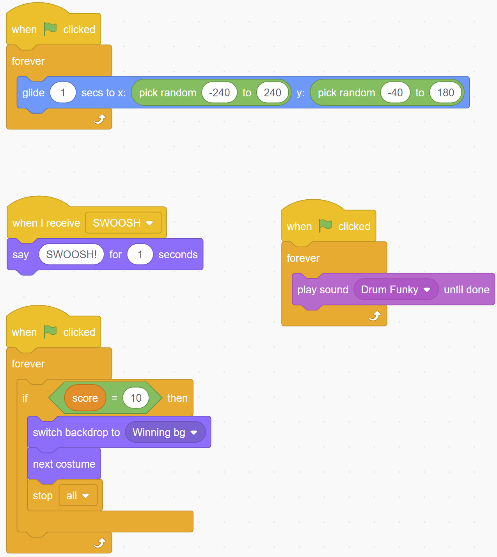 when clicked
forever
glide 1 secs to x: pick random -240 to 240 y: pick random -40 to 180
when I receive SWOOSH
say SWOOSH! for 1 seconds
when clicked
forever
play sound Drum Funky until done
when clicked
forever
if score = 10 then
switch backdrop to Winning bg
next costume
stop all